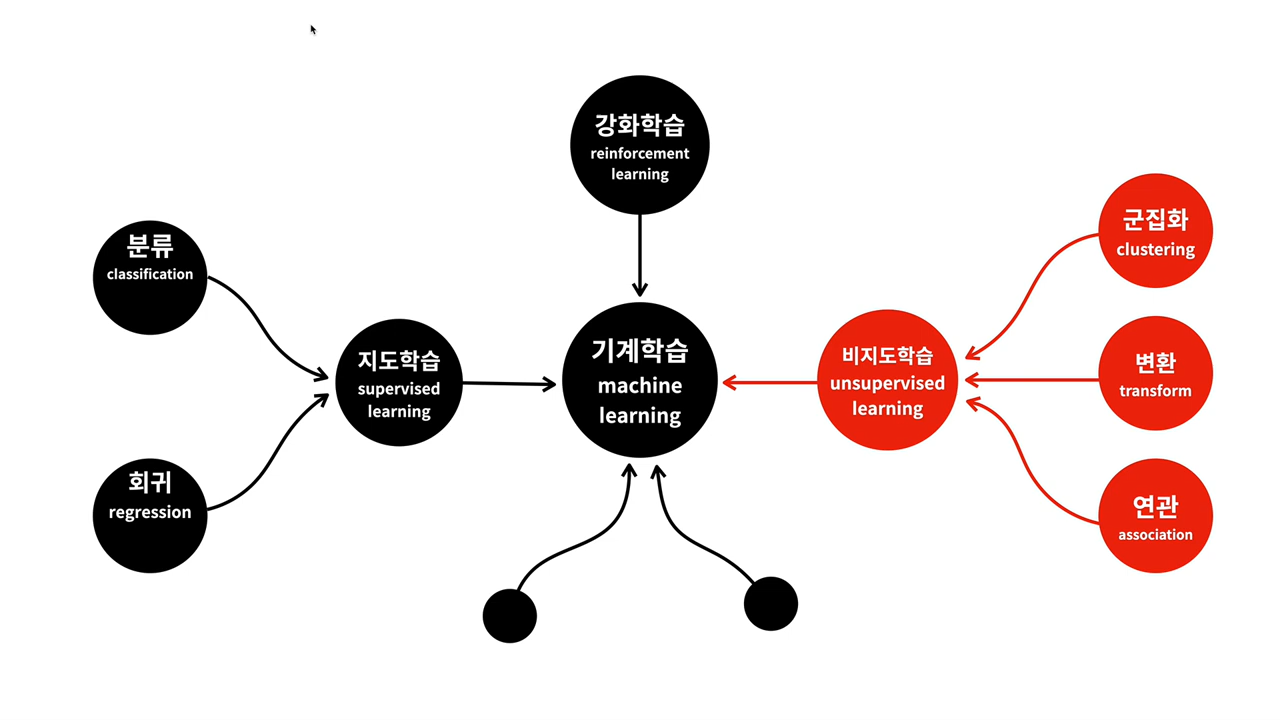 강화학습
reinforcement
learning
분류
classification
회귀
regression
지도학습
supervised
learning
기계학습
machine
learning
비지도학습
unsupervised
learning
군집화
clustering
변환
transform
연관
association